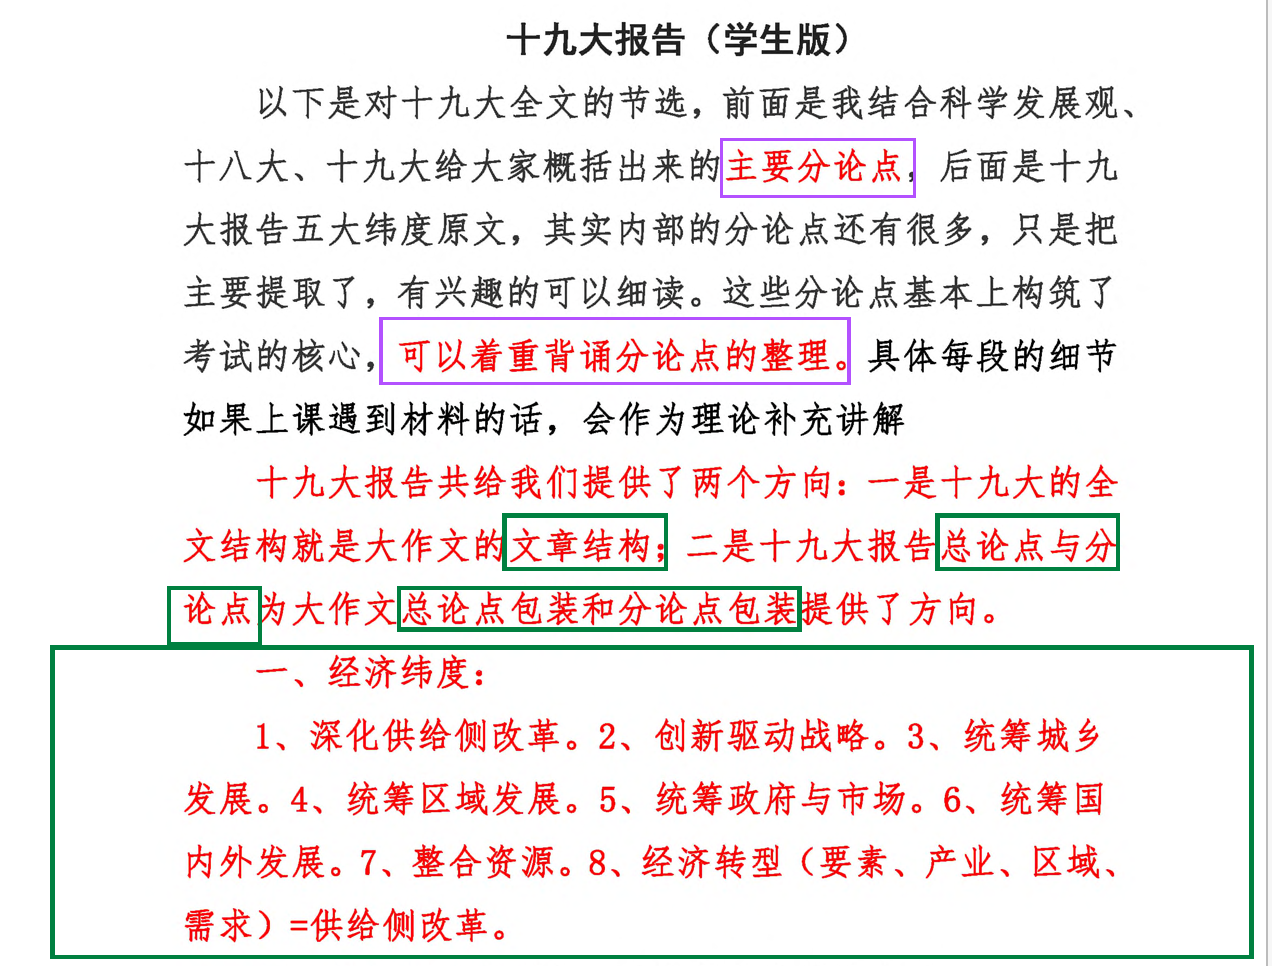 十九大报告（学生版）
以下是对十九大全文的节选，前面是我结合科学发展观、
十八大、十九大给大家概括出来的主要分论点，后面是十九
大报告五大纬度原文，其实内部的分论点还有很多，只是把
主要提取了，有兴趣的可以细读。这些分论点基本上构筑了
考试的核心，可以着重背诵分论点的整理。具体每段的细节
如果上课遇到材料的话，会作为理论补充讲解
十九大报告共给我们提供了两个方向：一是十九大的全
文结构就是大作文的文章结构；二是十九大报告总论点与分
论点为大作文总论点包装和分论点包装提供了方向。
一、经济纬度：
1、深化供给侧改革。2、创新驱动战略。3、统筹城乡
发展。4、统筹区域发展。5、统筹政府与市场。6、统筹国
内外发展。7、整合资源。8、经济转型（要素、产业、区域、
需求）=供给侧改革。